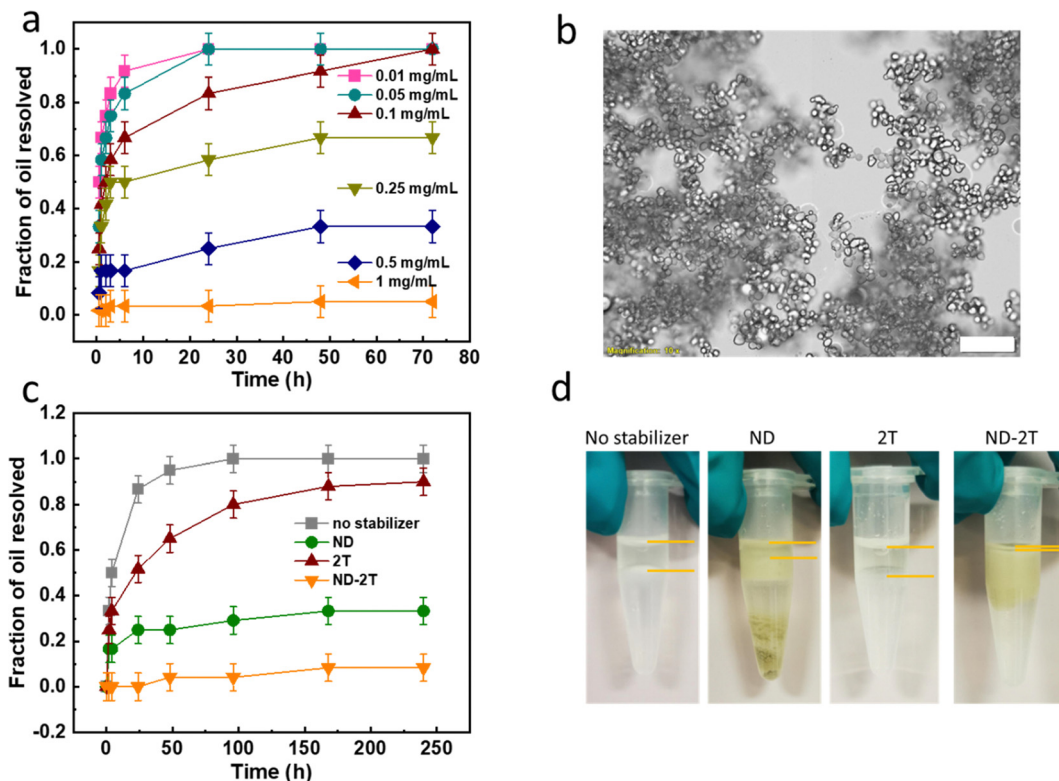 a
Fraction of oil resolved
1.0
0.8
0.6
0.4
0.2
0.0
0.01 mg/mL
0.05 mg/mL
0.1 mg/mL
0.25 mg/mL
0.5 mg/mL
1 mg/mL
0 10 20 30 40 50 60 70 80
Time (h)
b
Magnification: 10 x
c
Fraction of oil resolved
1.2
1.0
0.8
0.6
0.4
0.2
0.0
-0.2
no stabilizer
ND
2T
ND-2T
0 50 100 150 200 250
Time (h)
d
No stabilizer ND 2T ND-2T